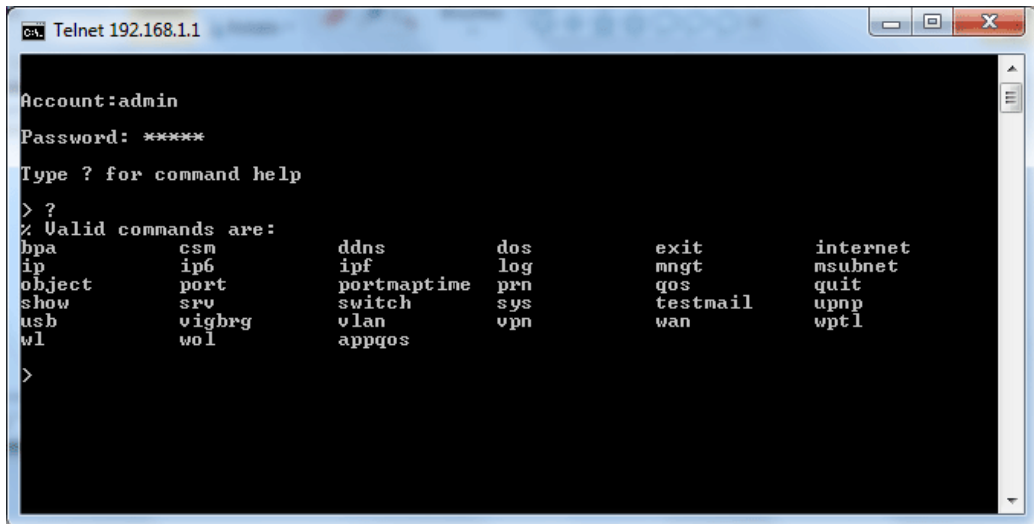 Telnet 192.168.1.1
Account:admin
Password: *****
Type ? for command help
> ?
% Valid commands are:
bpa csm ddns dos exit internet
ip ip6 ipf log mngt msubnet
object port portmaptime prn qos quit
show srv switch sys testmail upnp
usb vigbrg vlan vpn wan wptl
wl wol appqos
>